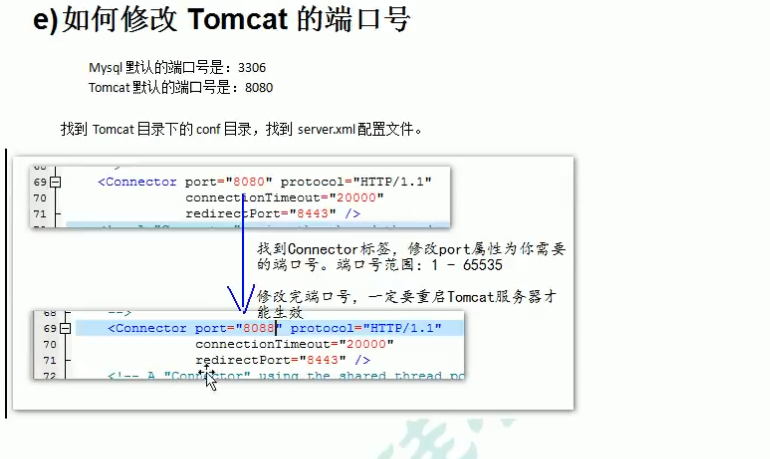 e)如何修改 Tomcat 的端口号
Mysql 默认的端口号是：3306
Tomcat 默认的端口号是：8080
找到 Tomcat 目录下的 conf 目录，找到 server.xml 配置文件。
69 <Connector port="8080" protocol="HTTP/1.1"
70 connectionTimeout="20000"
71 redirectPort="8443" />
找到Connector标签，修改port属性为你需要
的端口号。端口号范围：1 - 65535
修改完端口号，一定要重启Tomcat服务器才
能生效
68 -->
69 <Connector port="8088" protocol="HTTP/1.1"
70 connectionTimeout="20000"
71 redirectPort="8443" />
72 <!-- A "Connector" using the shared thread po